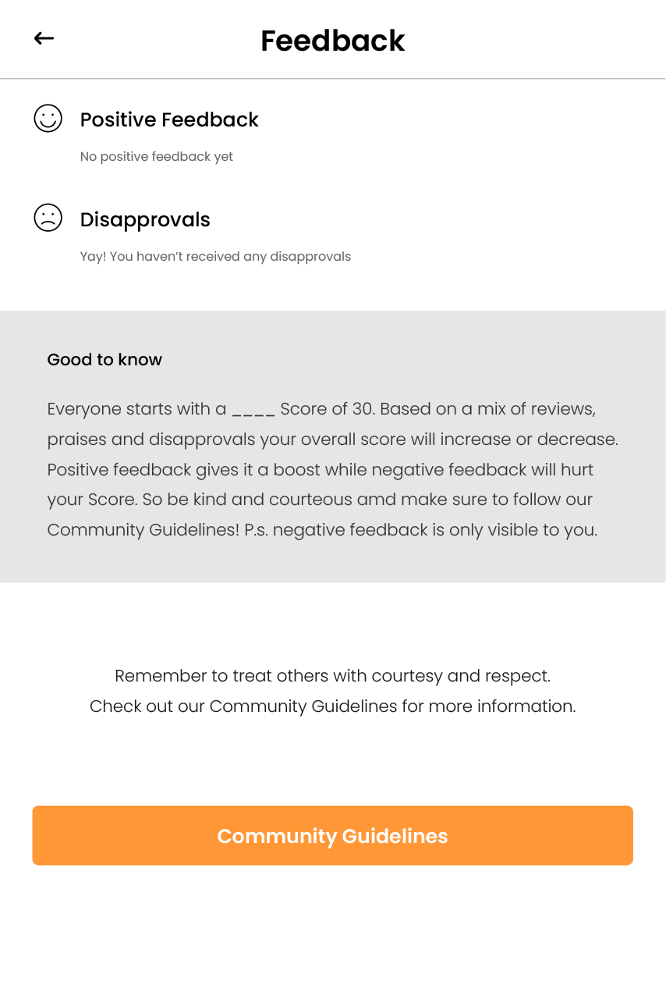 Feedback
Positive Feedback
No positive feedback yet
Disapprovals
Yay! You haven’t received any disapprovals
Good to know
Everyone starts with a ____ Score of 30. Based on a mix of reviews,
praises and disapprovals your overall score will increase or decrease.
Positive feedback gives it a boost while negative feedback will hurt
your Score. So be kind and courteous amd make sure to follow our
Community Guidelines! P.s. negative feedback is only visible to you.
Remember to treat others with courtesy and respect.
Check out our Community Guidelines for more information.
Community Guidelines